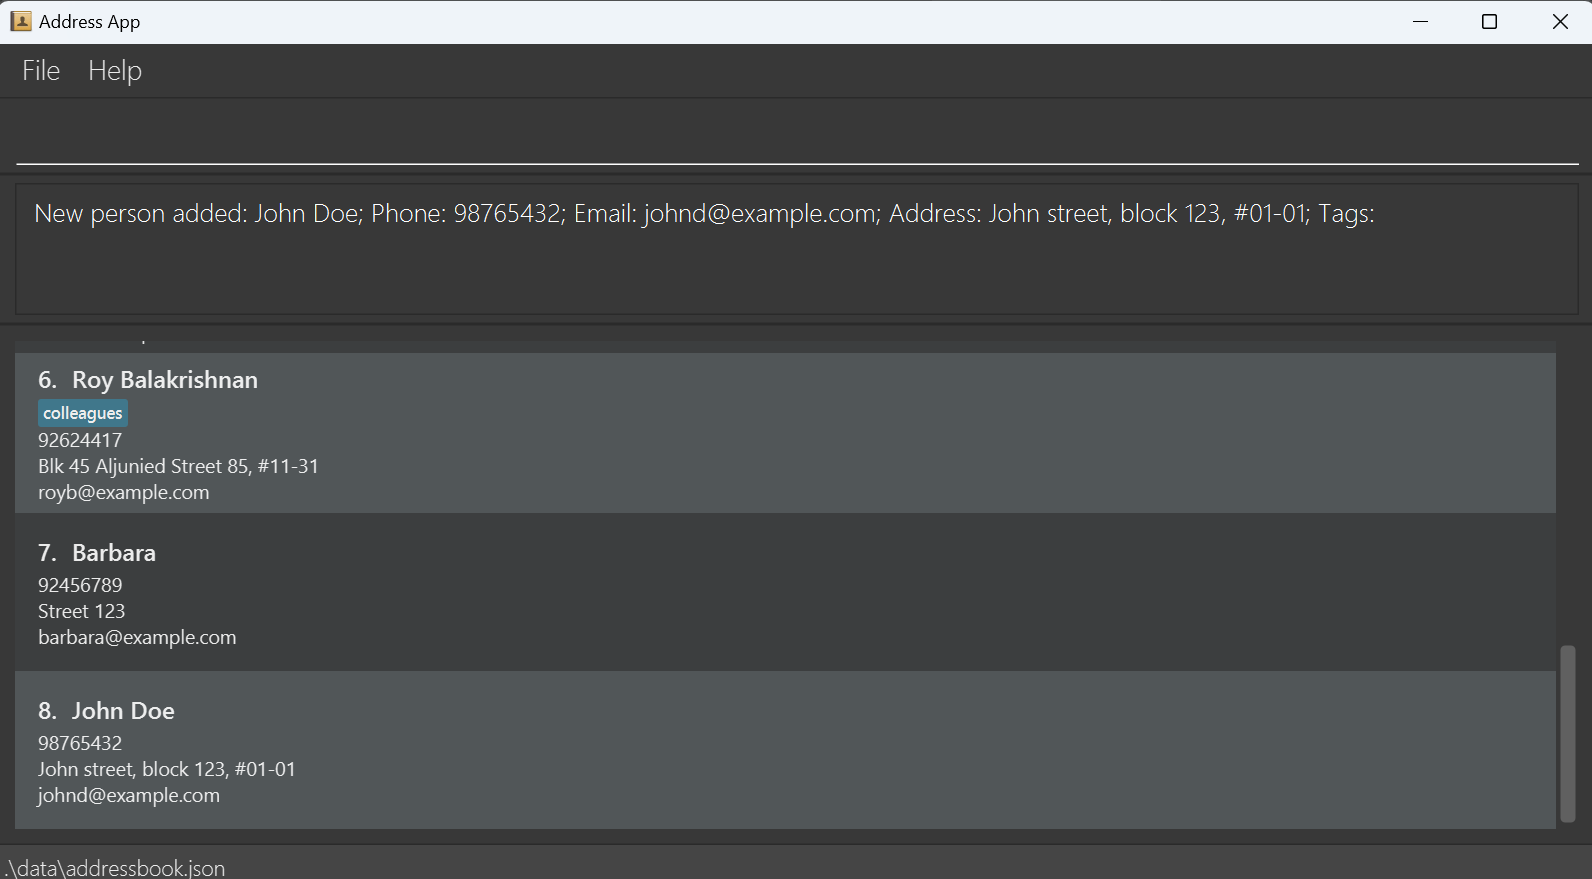 Address App
File Help
New person added: John Doe; Phone: 98765432; Email: johnd@example.com; Address: John street, block 123, #01-01; Tags:
6. Roy Balakrishnan
colleagues
92624417
Blk 45 Aljunied Street 85, #11-31
royb@example.com
7. Barbara
92456789
Street 123
barbara@example.com
8. John Doe
98765432
John street, block 123, #01-01
johnd@example.com
.\data\addressbook.json